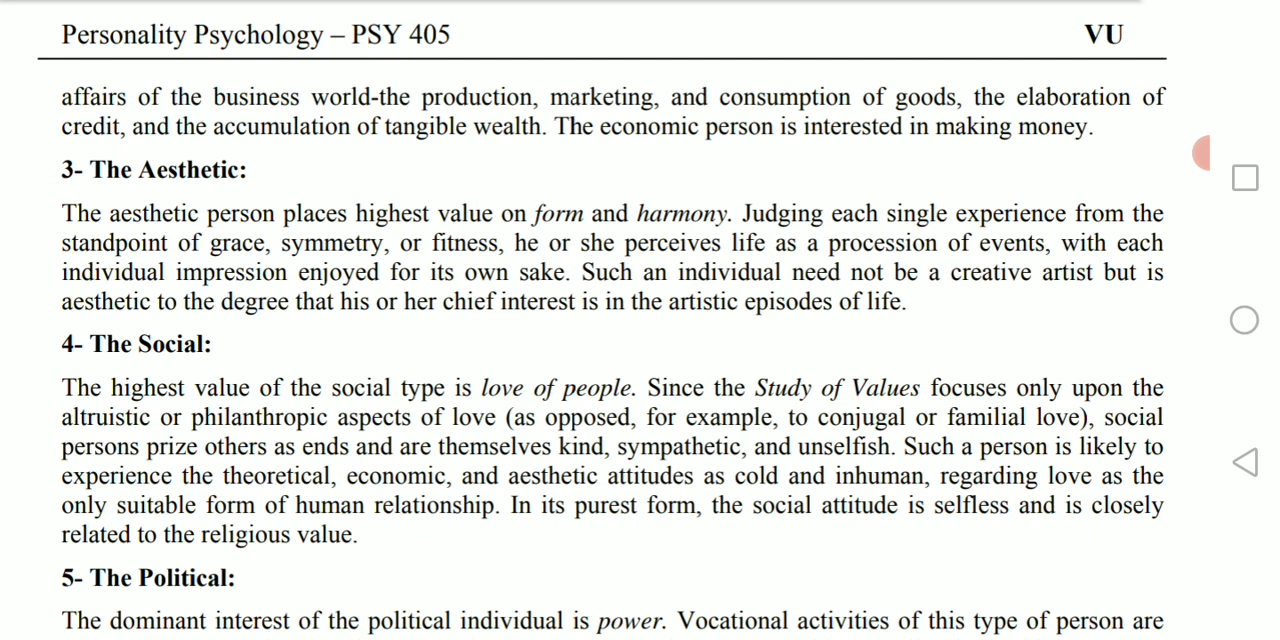 Personality Psychology – PSY 405 VU
affairs of the business world-the production, marketing, and consumption of goods, the elaboration of
credit, and the accumulation of tangible wealth. The economic person is interested in making money.
3- The Aesthetic:
The aesthetic person places highest value on form and harmony. Judging each single experience from the
standpoint of grace, symmetry, or fitness, he or she perceives life as a procession of events, with each
individual impression enjoyed for its own sake. Such an individual need not be a creative artist but is
aesthetic to the degree that his or her chief interest is in the artistic episodes of life.
4- The Social:
The highest value of the social type is love of people. Since the Study of Values focuses only upon the
altruistic or philanthropic aspects of love (as opposed, for example, to conjugal or familial love), social
persons prize others as ends and are themselves kind, sympathetic, and unselfish. Such a person is likely to
experience the theoretical, economic, and aesthetic attitudes as cold and inhuman, regarding love as the
only suitable form of human relationship. In its purest form, the social attitude is selfless and is closely
related to the religious value.
5- The Political:
The dominant interest of the political individual is power. Vocational activities of this type of person are